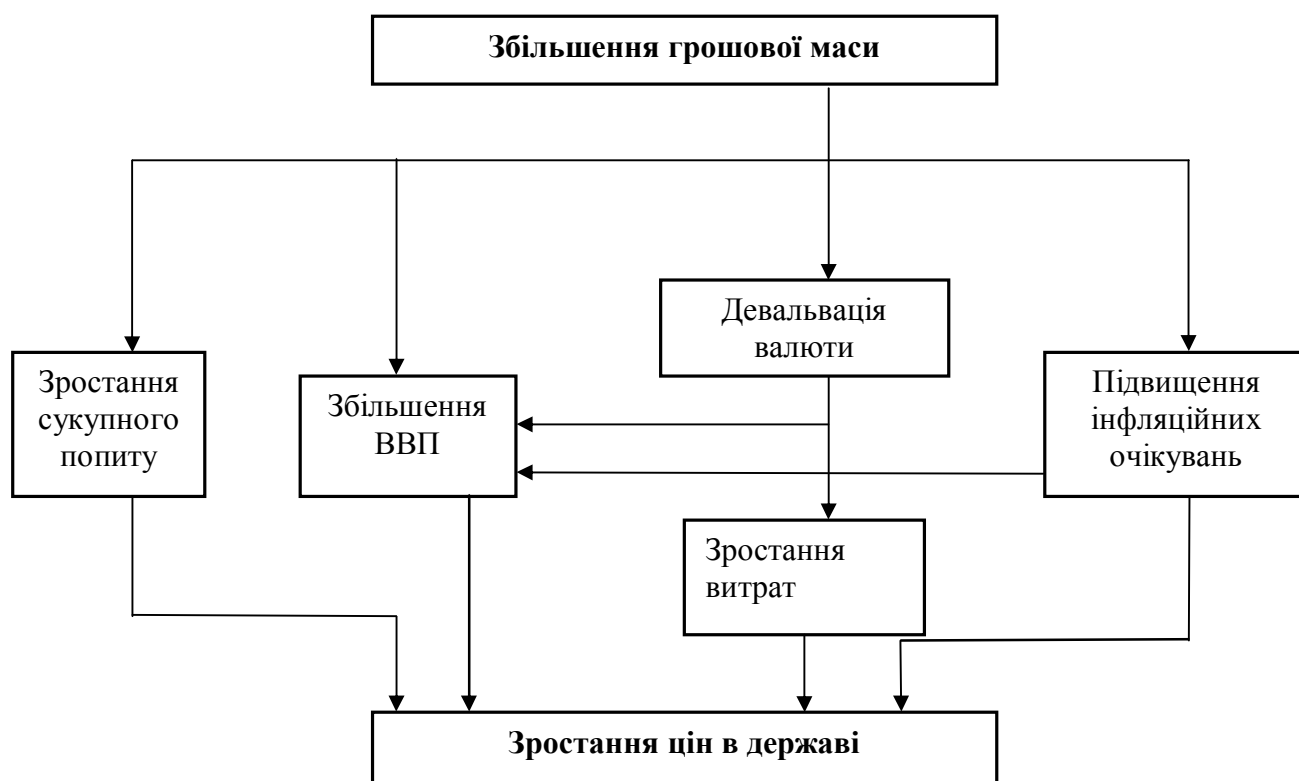 Збільшення грошової маси
Девальвація
валюти
Зростання
сукупного
попиту
Збільшення
ВВП
Підвищення
інфляційних
очікувань
Зростання
витрат
Зростання цін в державі